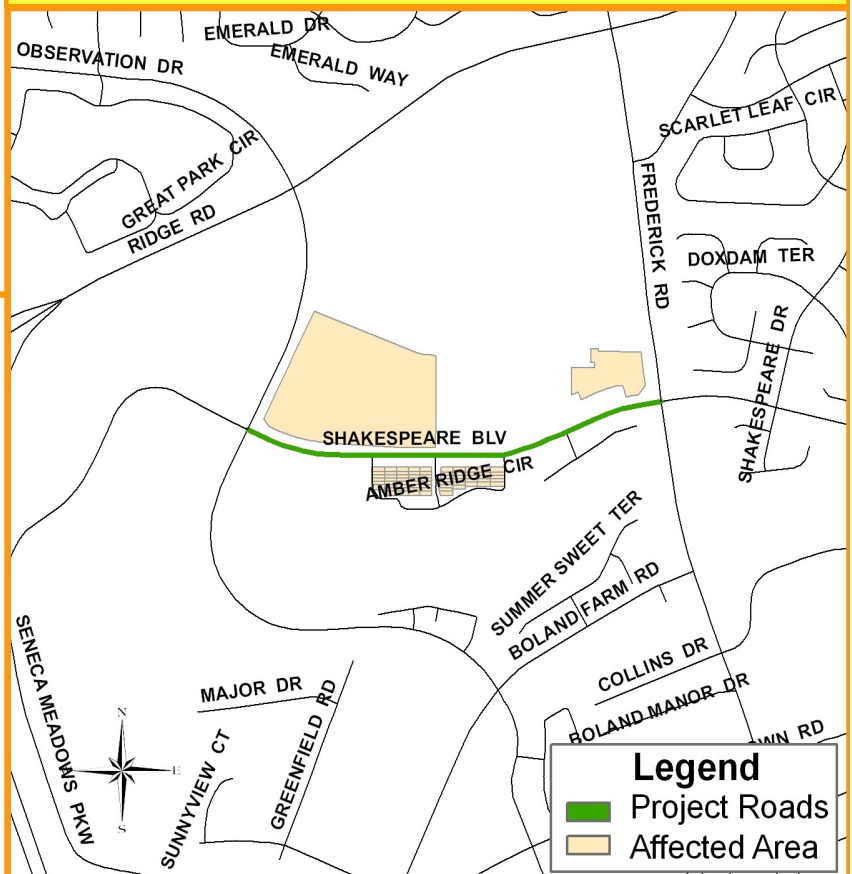 EMERALD DR
OBSERVATION DR
EMERALD WAY
SCARLET LEAF CIR
GREAT PARK CIR
RIDGE RD
FREDERICK RD
DOXDAM TER
SHAKESPEARE DR
SHAKESPEARE BLV
AMBER RIDGE CIR
SUMMER SWEET TER
BOLAND FARM RD
SENECA MEADOWS PKW
COLLINS DR
MAJOR DR
GREENFIELD RD
BOLAND MANOR DR
SUNNYVIEW CT
RD
N
E
S
Legend
Project Roads
Affected Area